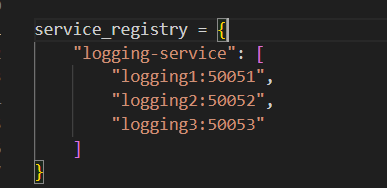 service_registry = {
    "logging-service": [
        "logging1:50051",
        "logging2:50052",
        "logging3:50053"
    ]
}